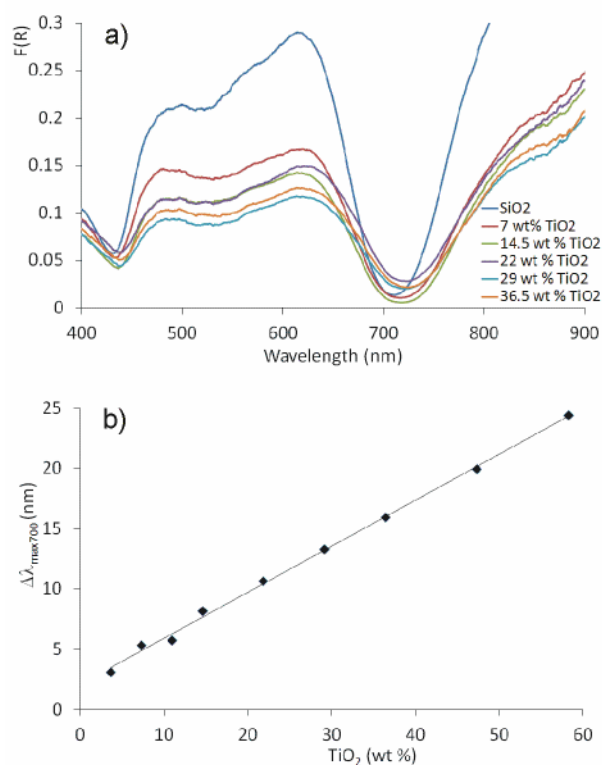 a)
F(R)
0.3
0.25
0.2
0.15
0.1
0.05
0
SiO2
7 wt% TiO2
14.5 wt % TiO2
22 wt % TiO2
29 wt % TiO2
36.5 wt % TiO2
400 500 600 700 800 900
Wavelength (nm)
b)
Δλmax700 (nm)
25
20
15
10
5
0
0 10 20 30 40 50 60
TiO2 (wt %)